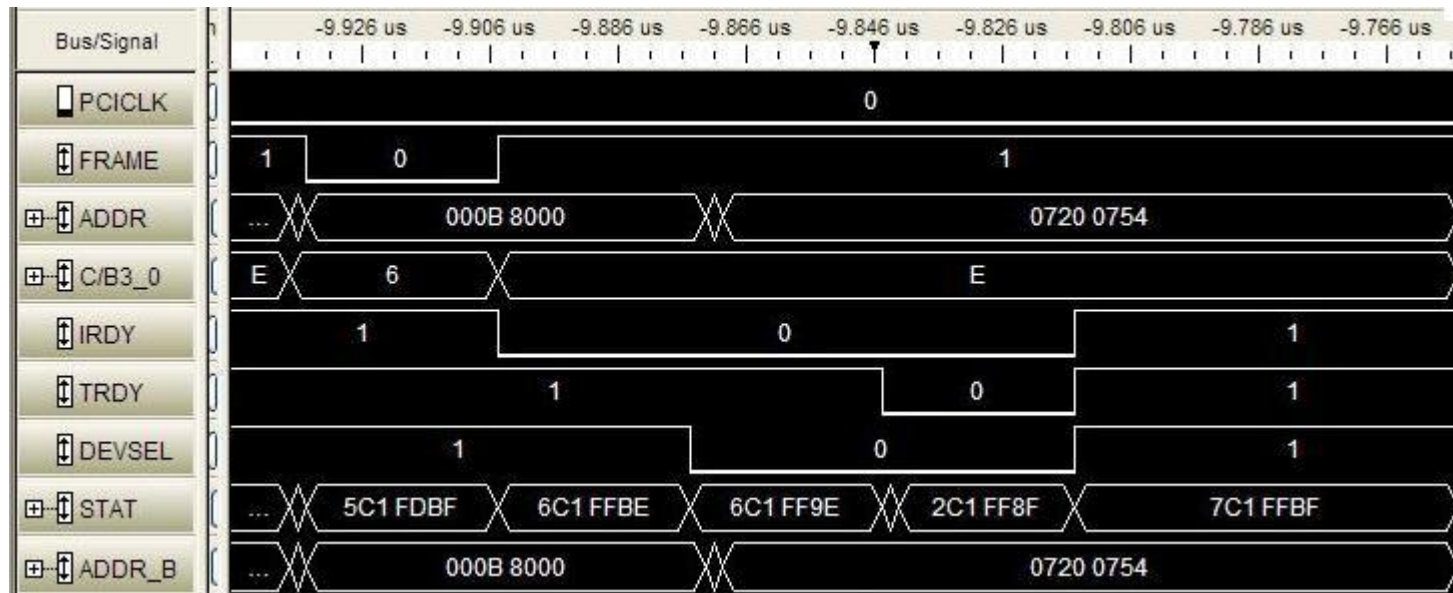 Bus/Signal -9.926 us -9.906 us -9.886 us -9.866 us -9.846 us -9.826 us -9.806 us -9.786 us -9.766 us
PCICLK 0
FRAME 1 0 1
ADDR ... 000B 8000 0720 0754
C/B3_0 E 6 E
IRDY 1 0 1
TRDY 1 0 1
DEVSEL 1 0 1
STAT ... 5C1 FDBF 6C1 FFBE 6C1 FF9E 2C1 FF8F 7C1 FFBF
ADDR_B ... 000B 8000 0720 0754